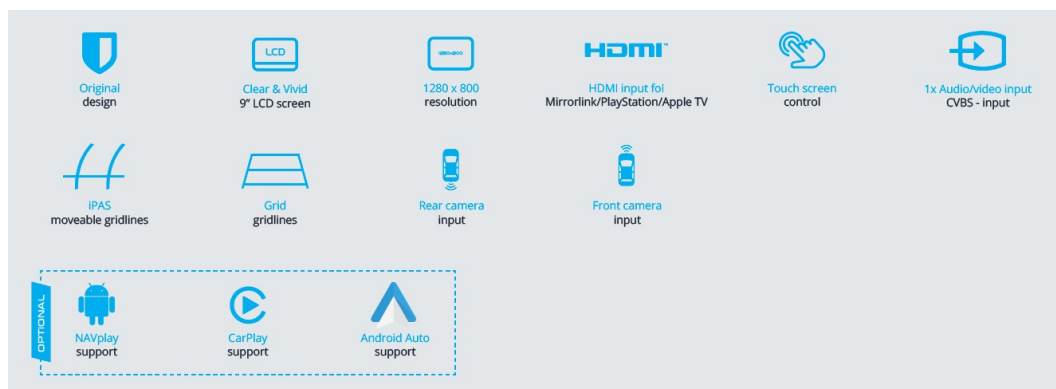 LCD
1280x800
HDMI™
Original
design
Clear & Vivid
9" LCD screen
1280 x 800
resolution
HDMI input fol
Mirrorlink/PlayStation/Apple TV
Touch screen
control
1x Audio/video input
CVBS - input
iPAS
moveable gridlines
Grid
gridlines
Rear camera
input
Front camera
input
OPTIONAL
NAVplay
support
CarPlay
support
Android Auto
support